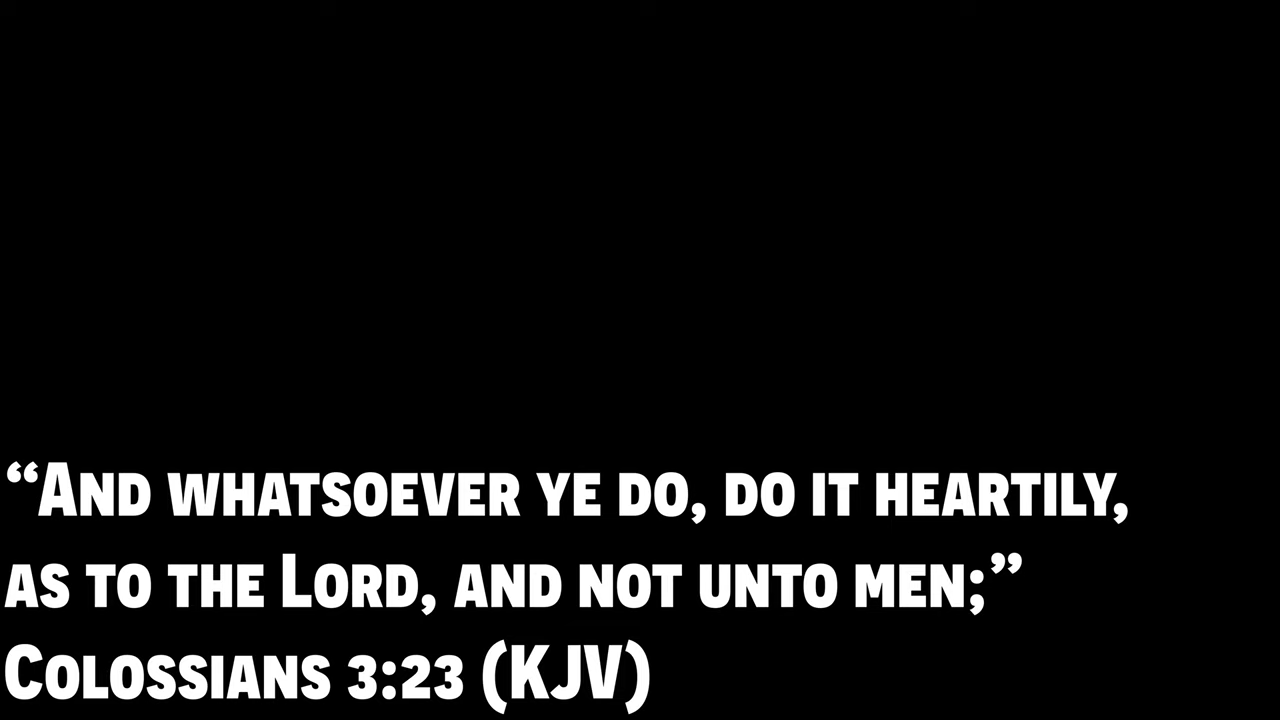 “And whatsoever ye do, do it heartily,
as to the Lord, and not unto men;”
Colossians 3:23 (KJV)